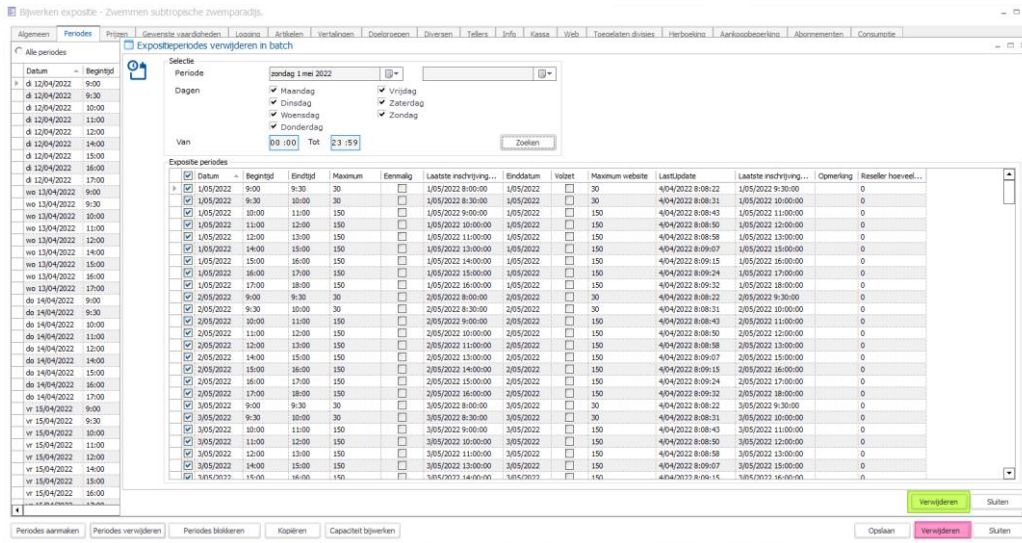 Bijwerken expositie - Zwemmen subtropische zwemparadijs.
Algemeen Periodes Prijzen Gewenste vaardigheden Logging Artikelen Vertalingen Doelgroepen Diversen Tellers Info Kassa Web Toegelaten divisies Herboeking Aankoopbeperking Abonnementen Consumptie
Alle periodes
Expositieperiodes verwijderen in batch
Datum Begintijd
di 12/04/2022 9:00
di 12/04/2022 9:30
di 12/04/2022 10:00
di 12/04/2022 11:00
di 12/04/2022 12:00
di 12/04/2022 14:00
di 12/04/2022 15:00
di 12/04/2022 16:00
di 12/04/2022 17:00
wo 13/04/2022 9:00
wo 13/04/2022 9:30
wo 13/04/2022 10:00
wo 13/04/2022 11:00
wo 13/04/2022 12:00
wo 13/04/2022 14:00
wo 13/04/2022 15:00
wo 13/04/2022 16:00
wo 13/04/2022 17:00
do 14/04/2022 9:00
do 14/04/2022 9:30
do 14/04/2022 10:00
do 14/04/2022 11:00
do 14/04/2022 12:00
do 14/04/2022 14:00
do 14/04/2022 15:00
do 14/04/2022 16:00
do 14/04/2022 17:00
vr 15/04/2022 9:00
vr 15/04/2022 9:30
vr 15/04/2022 10:00
vr 15/04/2022 11:00
vr 15/04/2022 12:00
vr 15/04/2022 14:00
vr 15/04/2022 15:00
vr 15/04/2022 16:00
Selectie
Periode zondag 1 mei 2022
Dagen Maandag Vrijdag
Dinsdag Zaterdag
Woensdag Zondag
Donderdag
Van 00:00 Tot 23:59 Zoeken
Expositie periodes
Datum Begintijd Eindtijd Maximum Eenmalig Laatste inschrijving... Einddatum Volzet Maximum website LastUpdate Laatste inschrijving... Opmerking Reseller hoeveel...
1/05/2022 9:00 9:30 30 1/05/2022 8:00:00 1/05/2022 30 4/04/2022 8:08:22 1/05/2022 9:30:00 0
1/05/2022 9:30 10:00 30 1/05/2022 8:30:00 1/05/2022 30 4/04/2022 8:08:31 1/05/2022 10:00:00 0
1/05/2022 10:00 11:00 150 1/05/2022 9:00:00 1/05/2022 150 4/04/2022 8:08:43 1/05/2022 11:00:00 0
1/05/2022 11:00 12:00 150 1/05/2022 10:00:00 1/05/2022 150 4/04/2022 8:08:50 1/05/2022 12:00:00 0
1/05/2022 12:00 13:00 150 1/05/2022 11:00:00 1/05/2022 150 4/04/2022 8:08:58 1/05/2022 13:00:00 0
1/05/2022 14:00 15:00 150 1/05/2022 13:00:00 1/05/2022 150 4/04/2022 8:09:07 1/05/2022 15:00:00 0
1/05/2022 15:00 16:00 150 1/05/2022 14:00:00 1/05/2022 150 4/04/2022 8:09:15 1/05/2022 16:00:00 0
1/05/2022 16:00 17:00 150 1/05/2022 15:00:00 1/05/2022 150 4/04/2022 8:09:24 1/05/2022 17:00:00 0
1/05/2022 17:00 18:00 150 1/05/2022 16:00:00 1/05/2022 150 4/04/2022 8:09:32 1/05/2022 18:00:00 0
2/05/2022 9:00 9:30 30 2/05/2022 8:00:00 2/05/2022 30 4/04/2022 8:08:22 2/05/2022 9:30:00 0
2/05/2022 9:30 10:00 30 2/05/2022 8:30:00 2/05/2022 30 4/04/2022 8:08:31 2/05/2022 10:00:00 0
2/05/2022 10:00 11:00 150 2/05/2022 9:00:00 2/05/2022 150 4/04/2022 8:08:43 2/05/2022 11:00:00 0
2/05/2022 11:00 12:00 150 2/05/2022 10:00:00 2/05/2022 150 4/04/2022 8:08:50 2/05/2022 12:00:00 0
2/05/2022 12:00 13:00 150 2/05/2022 11:00:00 2/05/2022 150 4/04/2022 8:08:58 2/05/2022 13:00:00 0
2/05/2022 14:00 15:00 150 2/05/2022 13:00:00 2/05/2022 150 4/04/2022 8:09:07 2/05/2022 15:00:00 0
2/05/2022 15:00 16:00 150 2/05/2022 14:00:00 2/05/2022 150 4/04/2022 8:09:15 2/05/2022 16:00:00 0
2/05/2022 16:00 17:00 150 2/05/2022 15:00:00 2/05/2022 150 4/04/2022 8:09:24 2/05/2022 17:00:00 0
2/05/2022 17:00 18:00 150 2/05/2022 16:00:00 2/05/2022 150 4/04/2022 8:09:32 2/05/2022 18:00:00 0
3/05/2022 9:00 9:30 30 3/05/2022 8:00:00 3/05/2022 30 4/04/2022 8:08:22 3/05/2022 9:30:00 0
3/05/2022 9:30 10:00 30 3/05/2022 8:30:00 3/05/2022 30 4/04/2022 8:08:31 3/05/2022 10:00:00 0
3/05/2022 10:00 11:00 150 3/05/2022 9:00:00 3/05/2022 150 4/04/2022 8:08:43 3/05/2022 11:00:00 0
3/05/2022 11:00 12:00 150 3/05/2022 10:00:00 3/05/2022 150 4/04/2022 8:08:50 3/05/2022 12:00:00 0
3/05/2022 12:00 13:00 150 3/05/2022 11:00:00 3/05/2022 150 4/04/2022 8:08:58 3/05/2022 13:00:00 0
3/05/2022 14:00 15:00 150 3/05/2022 13:00:00 3/05/2022 150 4/04/2022 8:09:07 3/05/2022 15:00:00 0
3/05/2022 15:00 16:00 150 3/05/2022 14:00:00 3/05/2022 150 4/04/2022 8:09:15 3/05/2022 16:00:00 0
Verwijderen Sluiten
Periodes aanmaken Periodes verwijderen Periodes blokkeren Kopiëren Capaciteit bijwerken Opslaan Verwijderen Sluiten